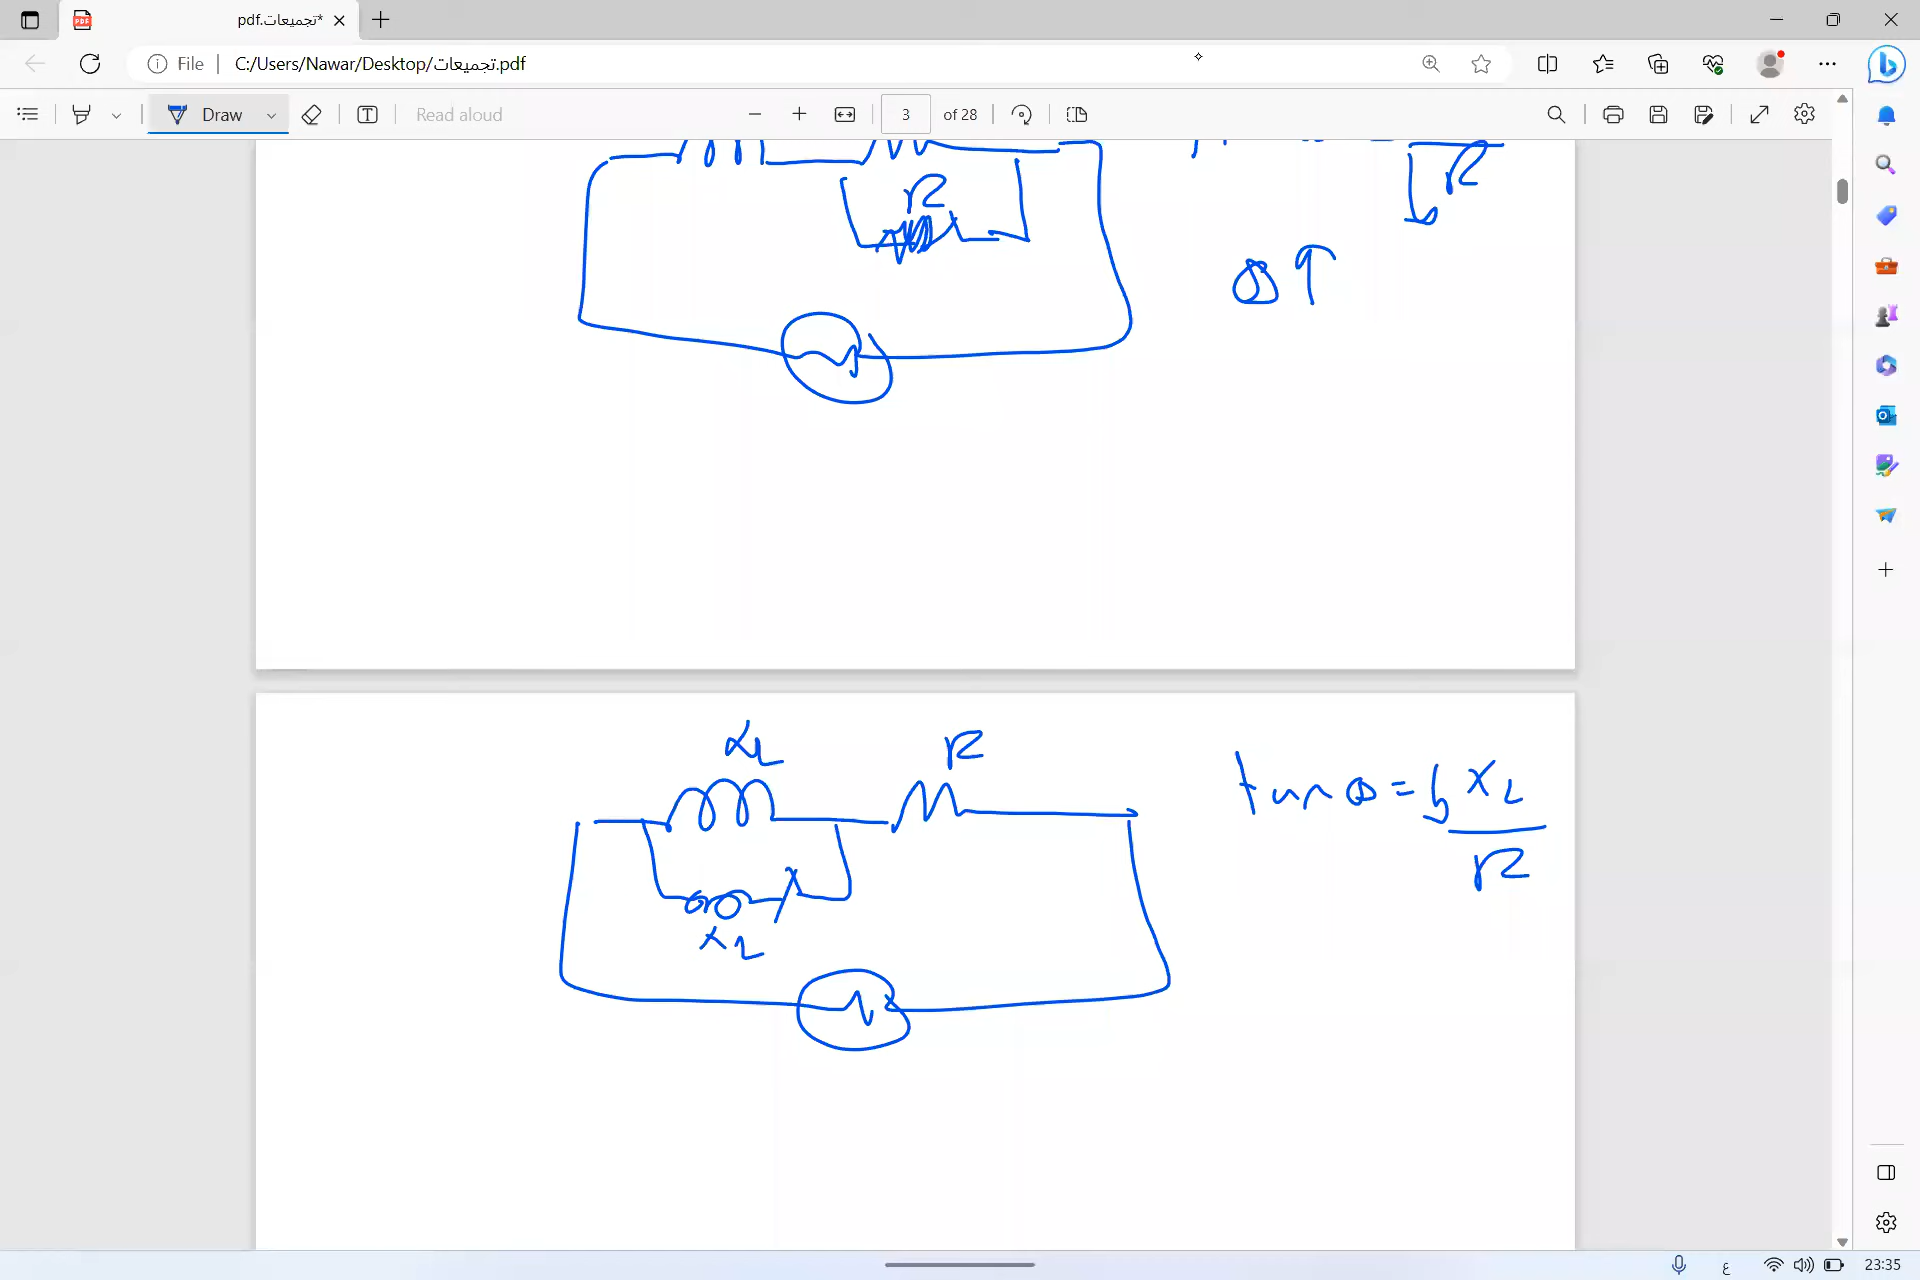 تجميعات.pdf*
File C:/Users/Nawar/Desktop/تجميعات.pdf
Draw Read aloud 3 of 28
R
R
θ↑
XL
R
tan θ = XL
R
XL
ع 23:35